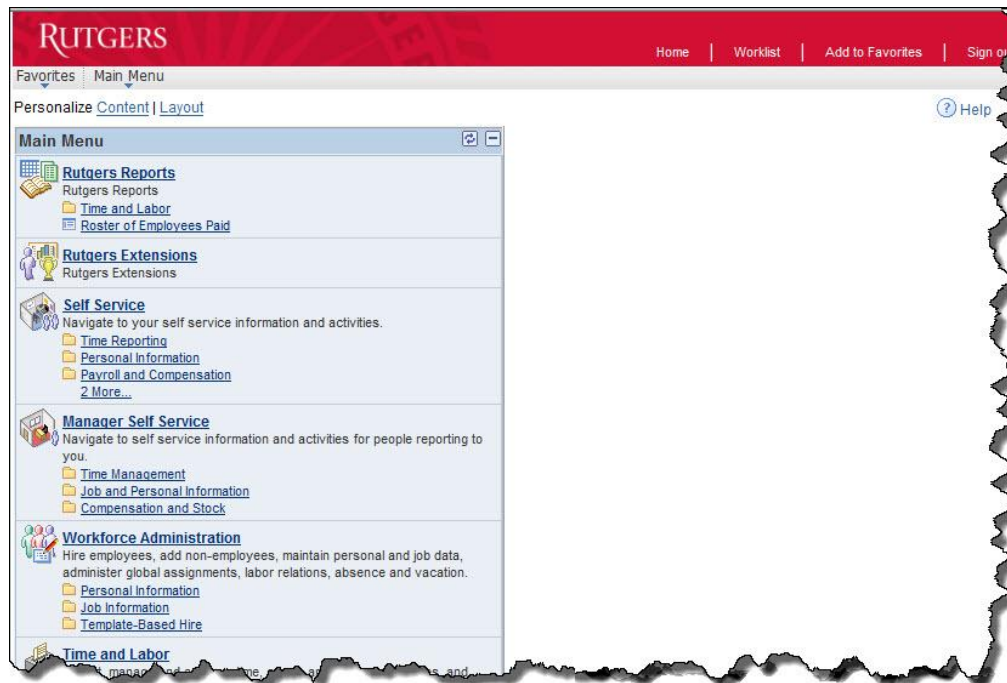 RUTGERS
Home | Worklist | Add to Favorites | Sign
Favorites Main Menu
Personalize Content | Layout
Help
Main Menu
Rutgers Reports
Rutgers Reports
Time and Labor
Roster of Employees Paid
Rutgers Extensions
Rutgers Extensions
Self Service
Navigate to your self service information and activities.
Time Reporting
Personal Information
Payroll and Compensation
2 More...
Manager Self Service
Navigate to self service information and activities for people reporting to
you.
Time Management
Job and Personal Information
Compensation and Stock
Workforce Administration
Hire employees, add non-employees, maintain personal and job data,
administer global assignments, labor relations, absence and vacation.
Personal Information
Job Information
Template-Based Hire
Time and Labor